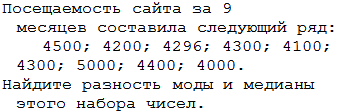 Посещаемость сайта за 9
месяцев составила следующий ряд:
4500; 4200; 4296; 4300; 4100;
4300; 5000; 4400; 4000.
Найдите разность моды и медианы
этого набора чисел.